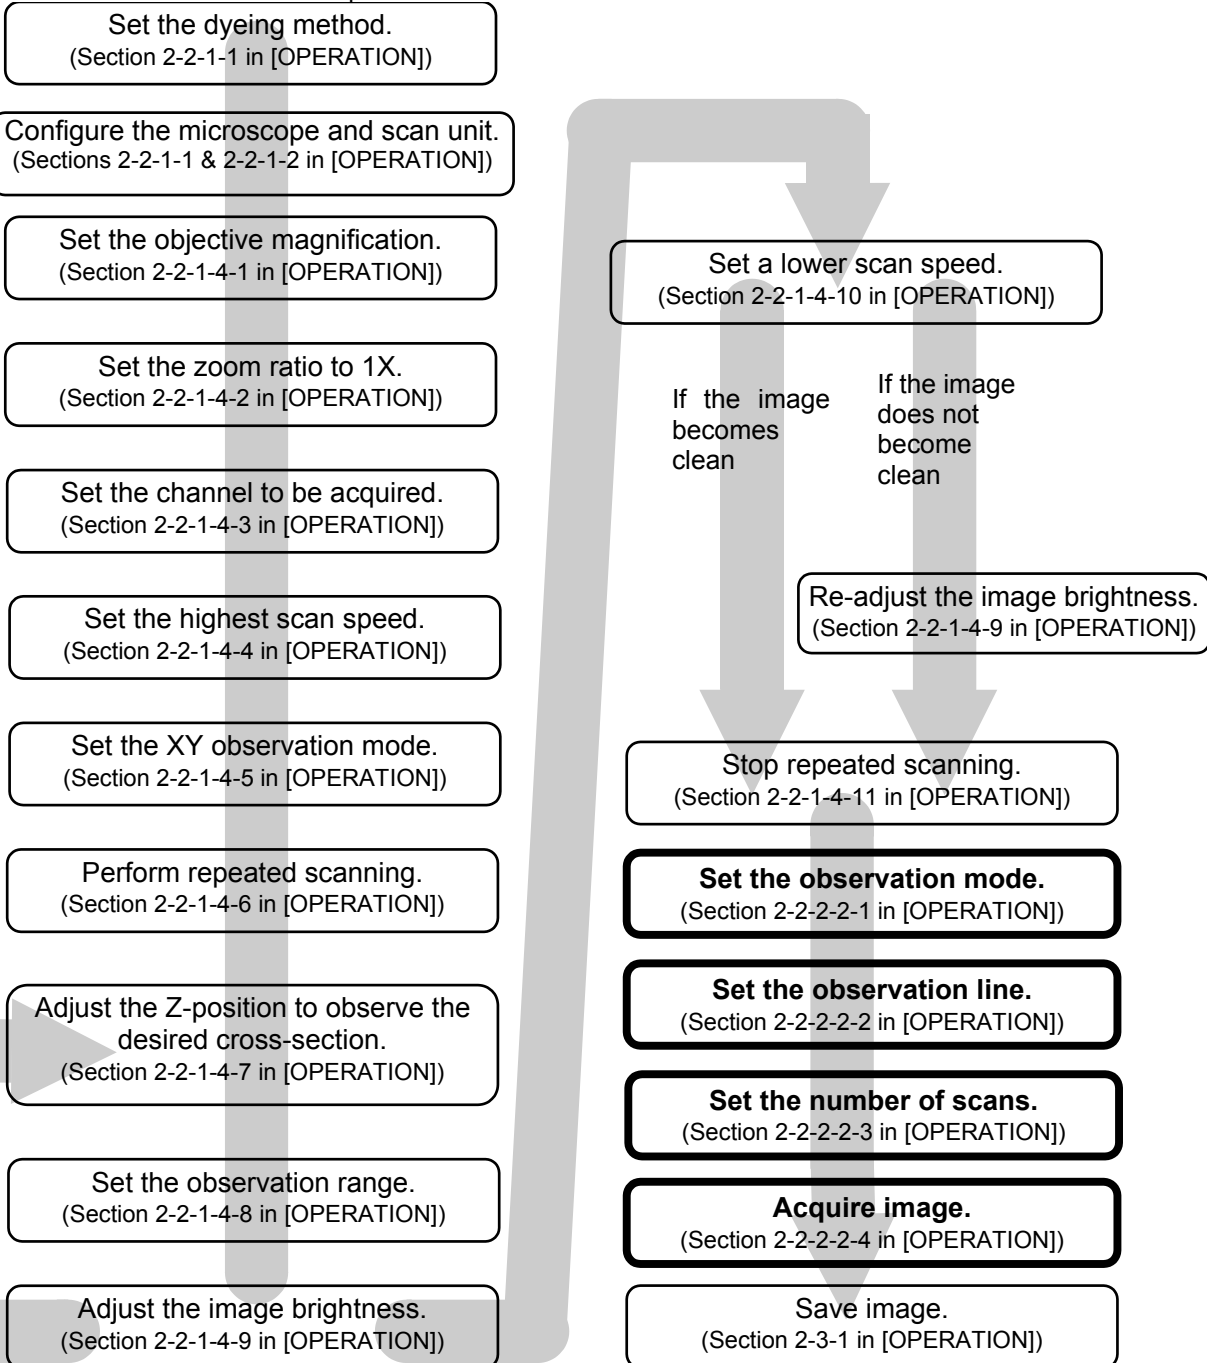 Set the dyeing method.
(Section 2-2-1-1 in [OPERATION])
Configure the microscope and scan unit.
(Sections 2-2-1-1 & 2-2-1-2 in [OPERATION])
Set the objective magnification.
(Section 2-2-1-4-1 in [OPERATION])
Set the zoom ratio to 1X.
(Section 2-2-1-4-2 in [OPERATION])
Set the channel to be acquired.
(Section 2-2-1-4-3 in [OPERATION])
Set the highest scan speed.
(Section 2-2-1-4-4 in [OPERATION])
Set the XY observation mode.
(Section 2-2-1-4-5 in [OPERATION])
Perform repeated scanning.
(Section 2-2-1-4-6 in [OPERATION])
Adjust the Z-position to observe the
desired cross-section.
(Section 2-2-1-4-7 in [OPERATION])
Set the observation range.
(Section 2-2-1-4-8 in [OPERATION])
Adjust the image brightness.
(Section 2-2-1-4-9 in [OPERATION])
Set a lower scan speed.
(Section 2-2-1-4-10 in [OPERATION])
If the image
becomes
clean
If the image
does not
become
clean
Re-adjust the image brightness.
(Section 2-2-1-4-9 in [OPERATION])
Stop repeated scanning.
(Section 2-2-1-4-11 in [OPERATION])
Set the observation mode.
(Section 2-2-2-2-1 in [OPERATION])
Set the observation line.
(Section 2-2-2-2-2 in [OPERATION])
Set the number of scans.
(Section 2-2-2-2-3 in [OPERATION])
Acquire image.
(Section 2-2-2-2-4 in [OPERATION])
Save image.
(Section 2-3-1 in [OPERATION])